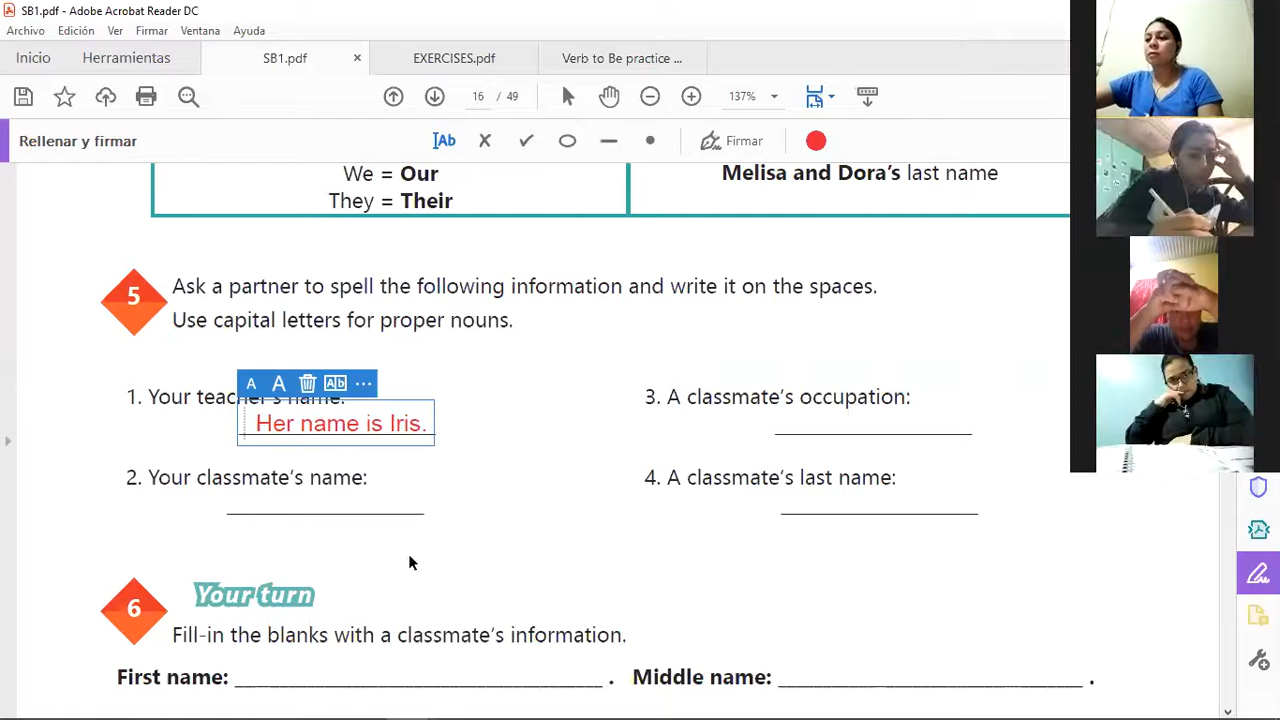 SB1.pdf - Adobe Acrobat Reader DC
Archivo Edición Ver Firmar Ventana Ayuda
Inicio Herramientas SB1.pdf × EXERCISES.pdf Verb to Be practice ...
16 / 49 137%
Rellenar y firmar Ab Firmar
We = Our
Melisa and Dora's last name
They = Their
5
Ask a partner to spell the following information and write it on the spaces.
Use capital letters for proper nouns.
A A Ab ...
1. Your teacher's name:
3. A classmate's occupation:
Her name is Iris.
2. Your classmate's name:
4. A classmate's last name:
6
Your turn
Fill-in the blanks with a classmate's information.
First name: ______ . Middle name: ______ .